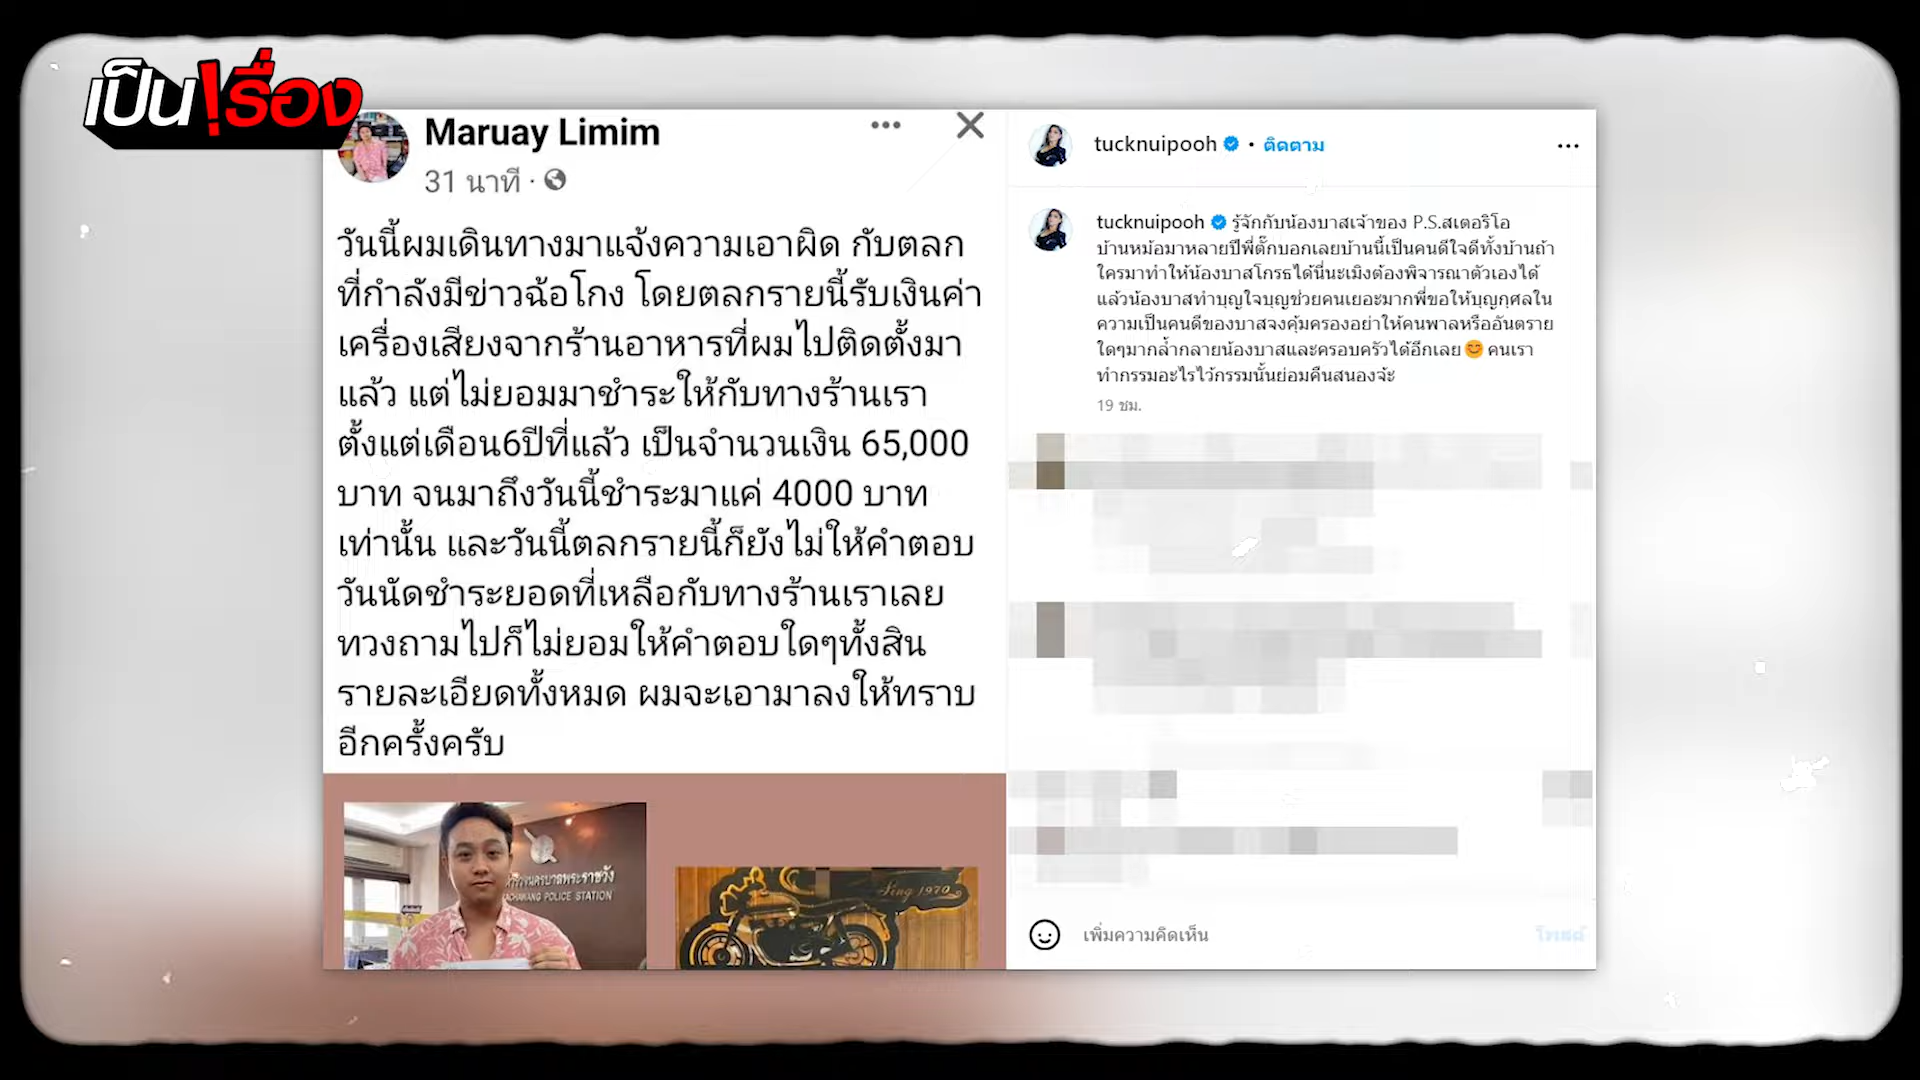 เป็น!เรื่อง
Maruay Limim
31 นาที ·
วันนี้ผมเดินทางมาแจ้งความเอาผิด กับตลก
ที่กำลังมีข่าวฉ้อโกง โดยตลกรายนี้รับเงินค่า
เครื่องเสียงจากร้านอาหารที่ผมไปติดตั้งมา
แล้ว แต่ไม่ยอมมาชำระให้กับทางร้านเรา
ตั้งแต่เดือน6ปีที่แล้ว เป็นจำนวนเงิน 65,000
บาท จนมาถึงวันนี้ชำระมาแค่ 4000 บาท
เท่านั้น และวันนี้ตลกรายนี้ก็ยังไม่ให้คำตอบ
วันนัดชำระยอดที่เหลือกับทางร้านเราเลย
ทวงถามไปก็ไม่ยอมให้คำตอบใดๆทั้งสิน
รายละเอียดทั้งหมด ผมจะเอามาลงให้ทราบ
อีกครั้งครับ
นครบาลพระราชวัง
POLICE STATION
Sing 1970
tucknuipooh • ติดตาม
tucknuipooh รู้จักกับน้องบาสเจ้าของ P.S.สเตอริโอ
บ้านหม้อมาหลายปีพี่ตั๊กบอกเลยบ้านนี้เป็นคนดีใจดีทั้งบ้านถ้า
ใครมาทำให้น้องบาสโกรธได้นี่นะเมิงต้องพิจารณาตัวเองได้
แล้วน้องบาสทำบุญใจบุญช่วยคนเยอะมากพี่ขอให้บุญกุศลใน
ความเป็นคนดีของบาสจงคุ้มครองอย่าให้คนพาลหรืออันตราย
ใดๆมากล้ำกลายน้องบาสและครอบครัวได้อีกเลย😊 คนเรา
ทำกรรมอะไรไว้กรรมนั้นย่อมคืนสนองจ้ะ
19 ชม.
เพิ่มความคิดเห็น
โพสต์